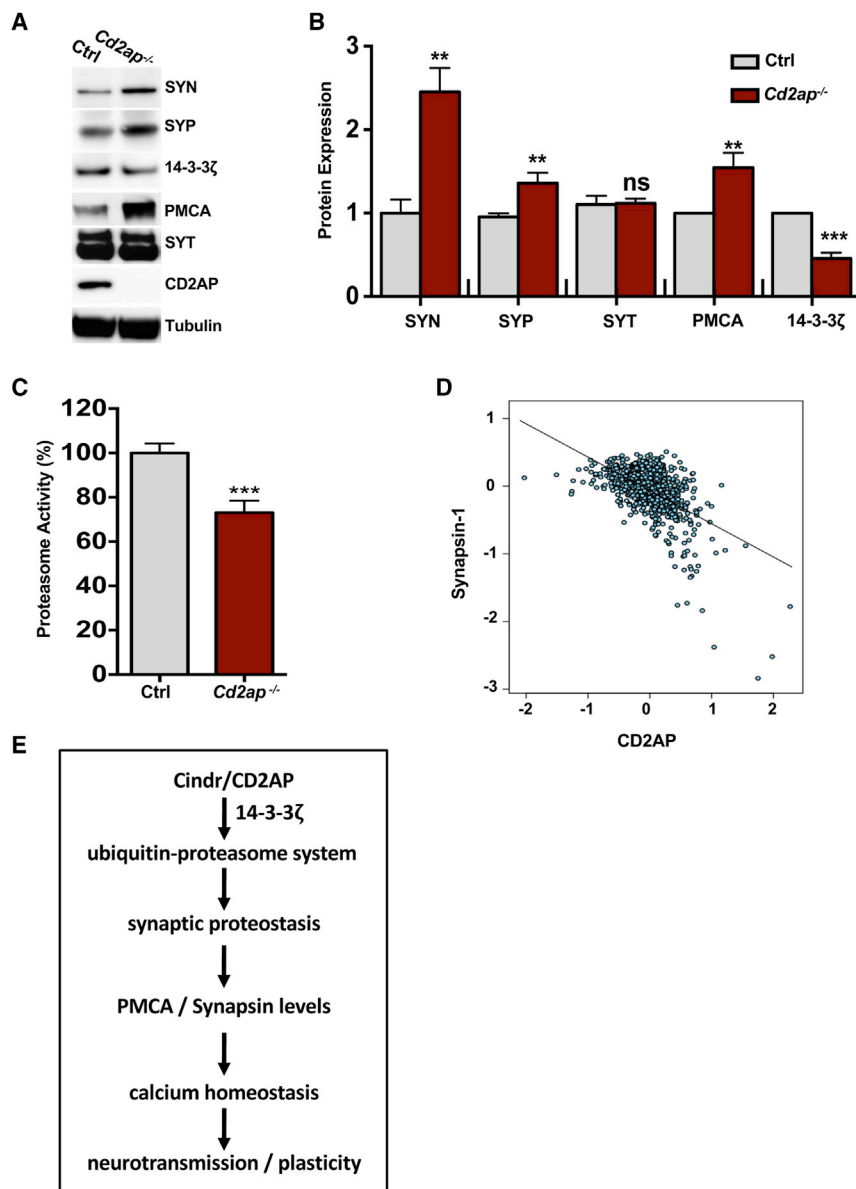 A
Ctrl
Cd2ap-/-
SYN
SYP
14-3-3ζ
PMCA
SYT
CD2AP
Tubulin
B
Protein Expression
3
2
1
0
**
**
ns
**
***
Ctrl
Cd2ap-/-
SYN SYP SYT PMCA 14-3-3ζ
C
Proteasome Activity (%)
120
100
80
60
40
20
0
***
Ctrl Cd2ap -/-
D
Synapsin-1
1
0
-1
-2
-3
-2 -1 0 1 2
CD2AP
E
Cindr/CD2AP
14-3-3ζ
ubiquitin-proteasome system
synaptic proteostasis
PMCA / Synapsin levels
calcium homeostasis
neurotransmission / plasticity